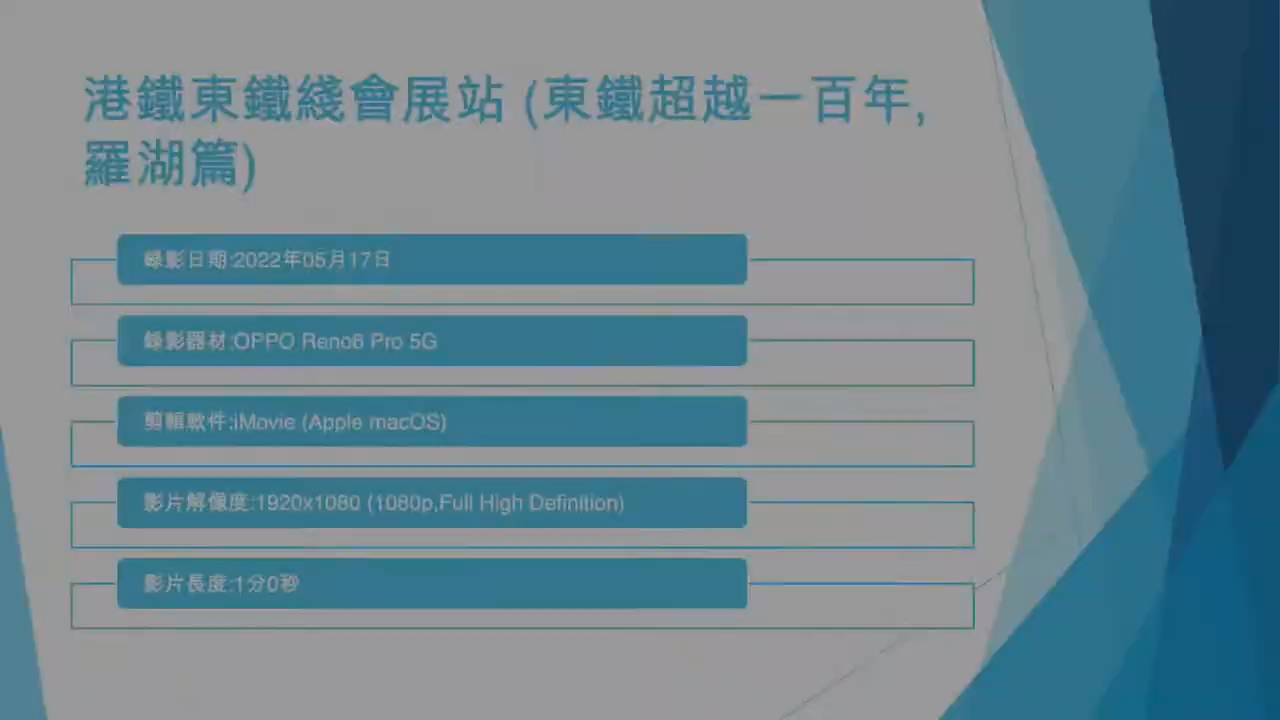 港鐵東鐵綫會展站 (東鐵超越一百年,
羅湖篇)
錄影日期:2022年05月17日
錄影器材:OPPO Reno6 Pro 5G
剪輯軟件:iMovie (Apple macOS)
影片解像度:1920x1080 (1080p,Full High Definition)
影片長度:1分0秒